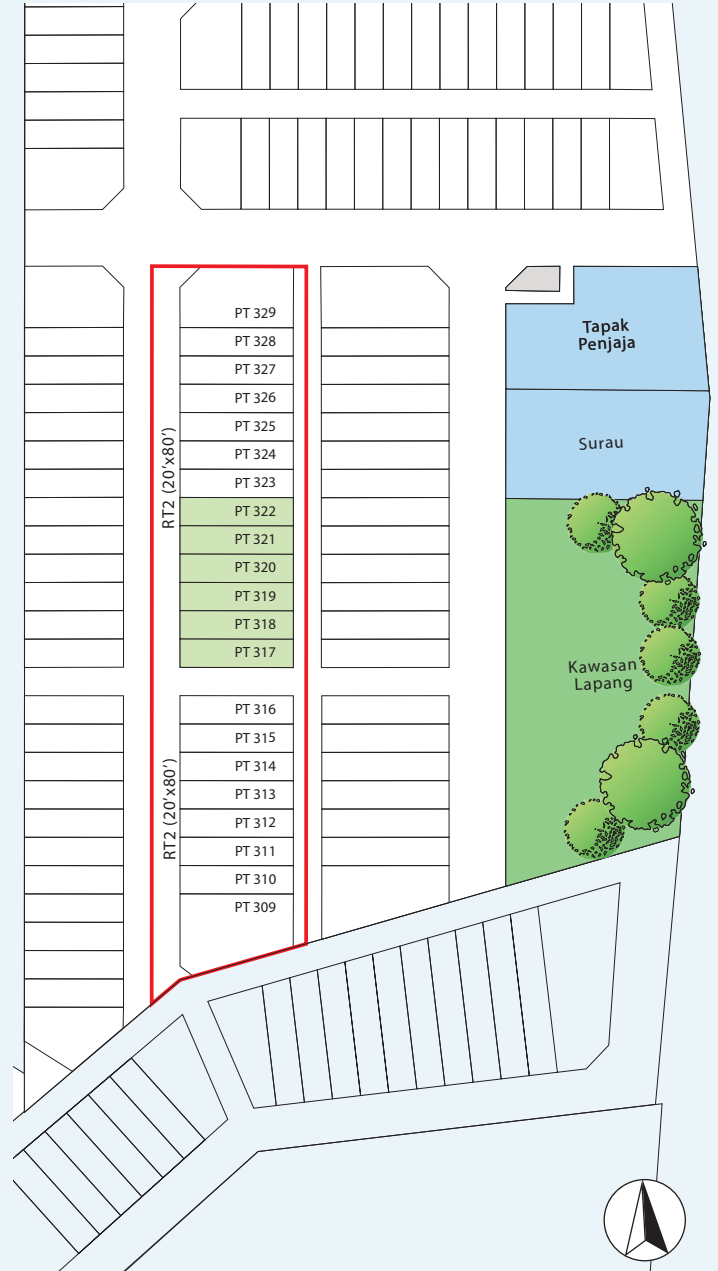 PT 329
PT 328
PT 327
PT 326
PT 325
PT 324
PT 323
PT 322
PT 321
PT 320
PT 319
PT 318
PT 317
RT2 (20'x80')
PT 316
PT 315
PT 314
PT 313
PT 312
PT 311
PT 310
PT 309
RT2 (20'x80')
Tapak
Penjaja
Surau
Kawasan
Lapang